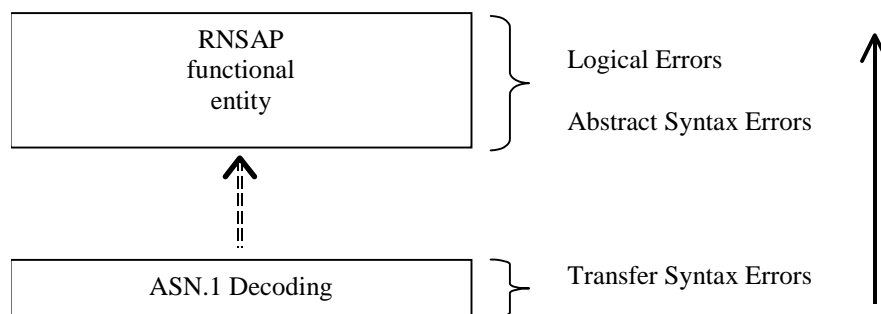 RNSAP
functional
entity
Logical Errors
Abstract Syntax Errors
ASN.1 Decoding
Transfer Syntax Errors